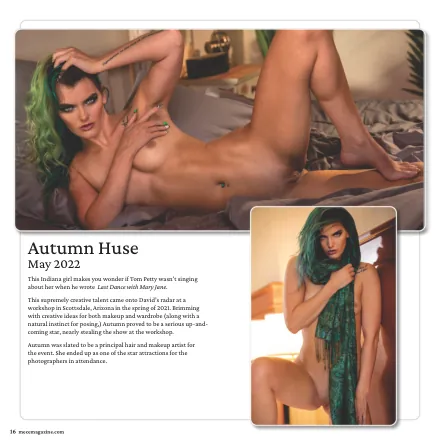 Autumn Huse
May 2022
This Indiana girl makes you wonder if Tom Petty wasn't singing
about her when he wrote Last Dance with Mary Jane.
This supremely creative talent came onto David's radar at a
workshop in Scottsdale, Arizona in the spring of 2021. Brimming
with creative ideas for both makeup and wardrobe (along with a
natural instinct for posing,) Autumn proved to be a serious up-and-
coming star, nearly stealing the show at the workshop.
Autumn was slated to be a principal hair and makeup artist for
the event. She ended up as one of the star attractions for the
photographers in attendance.
16